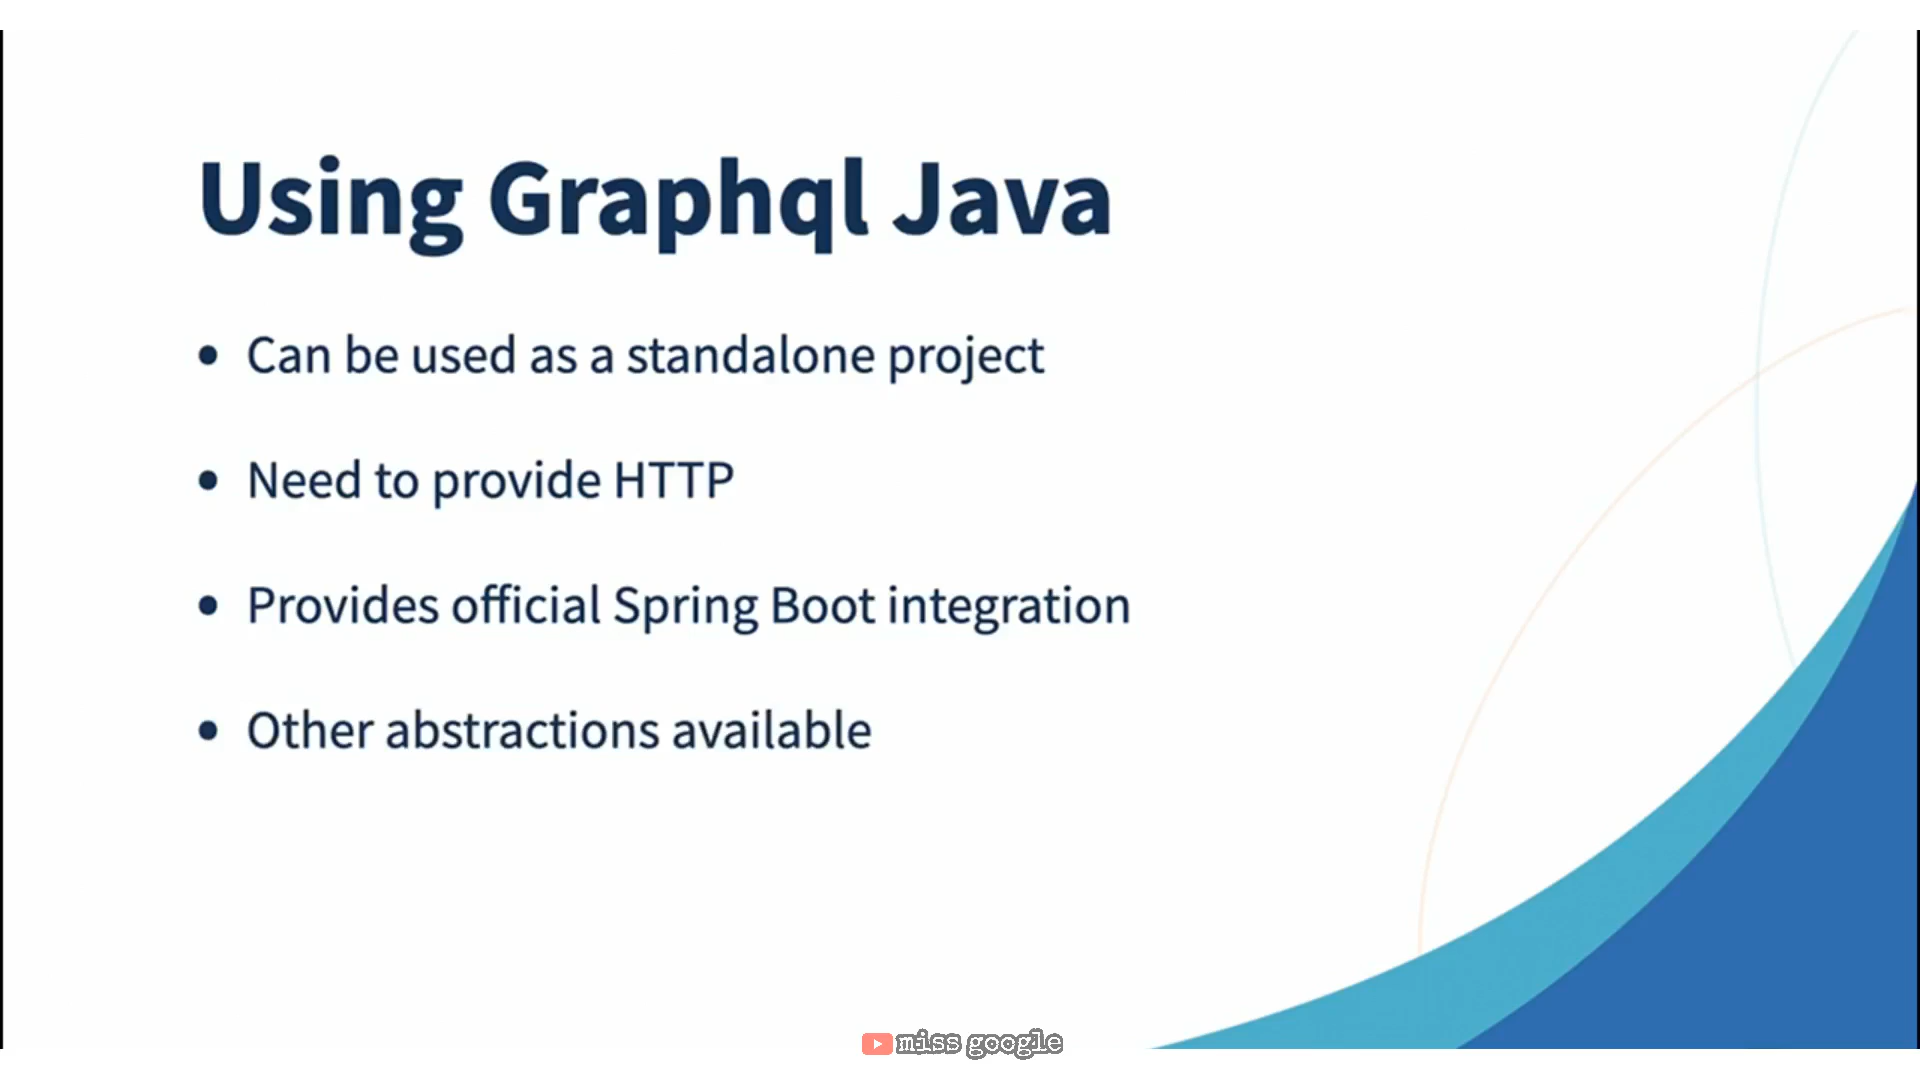 Using Graphql Java
• Can be used as a standalone project
• Need to provide HTTP
• Provides official Spring Boot integration
• Other abstractions available
miss google